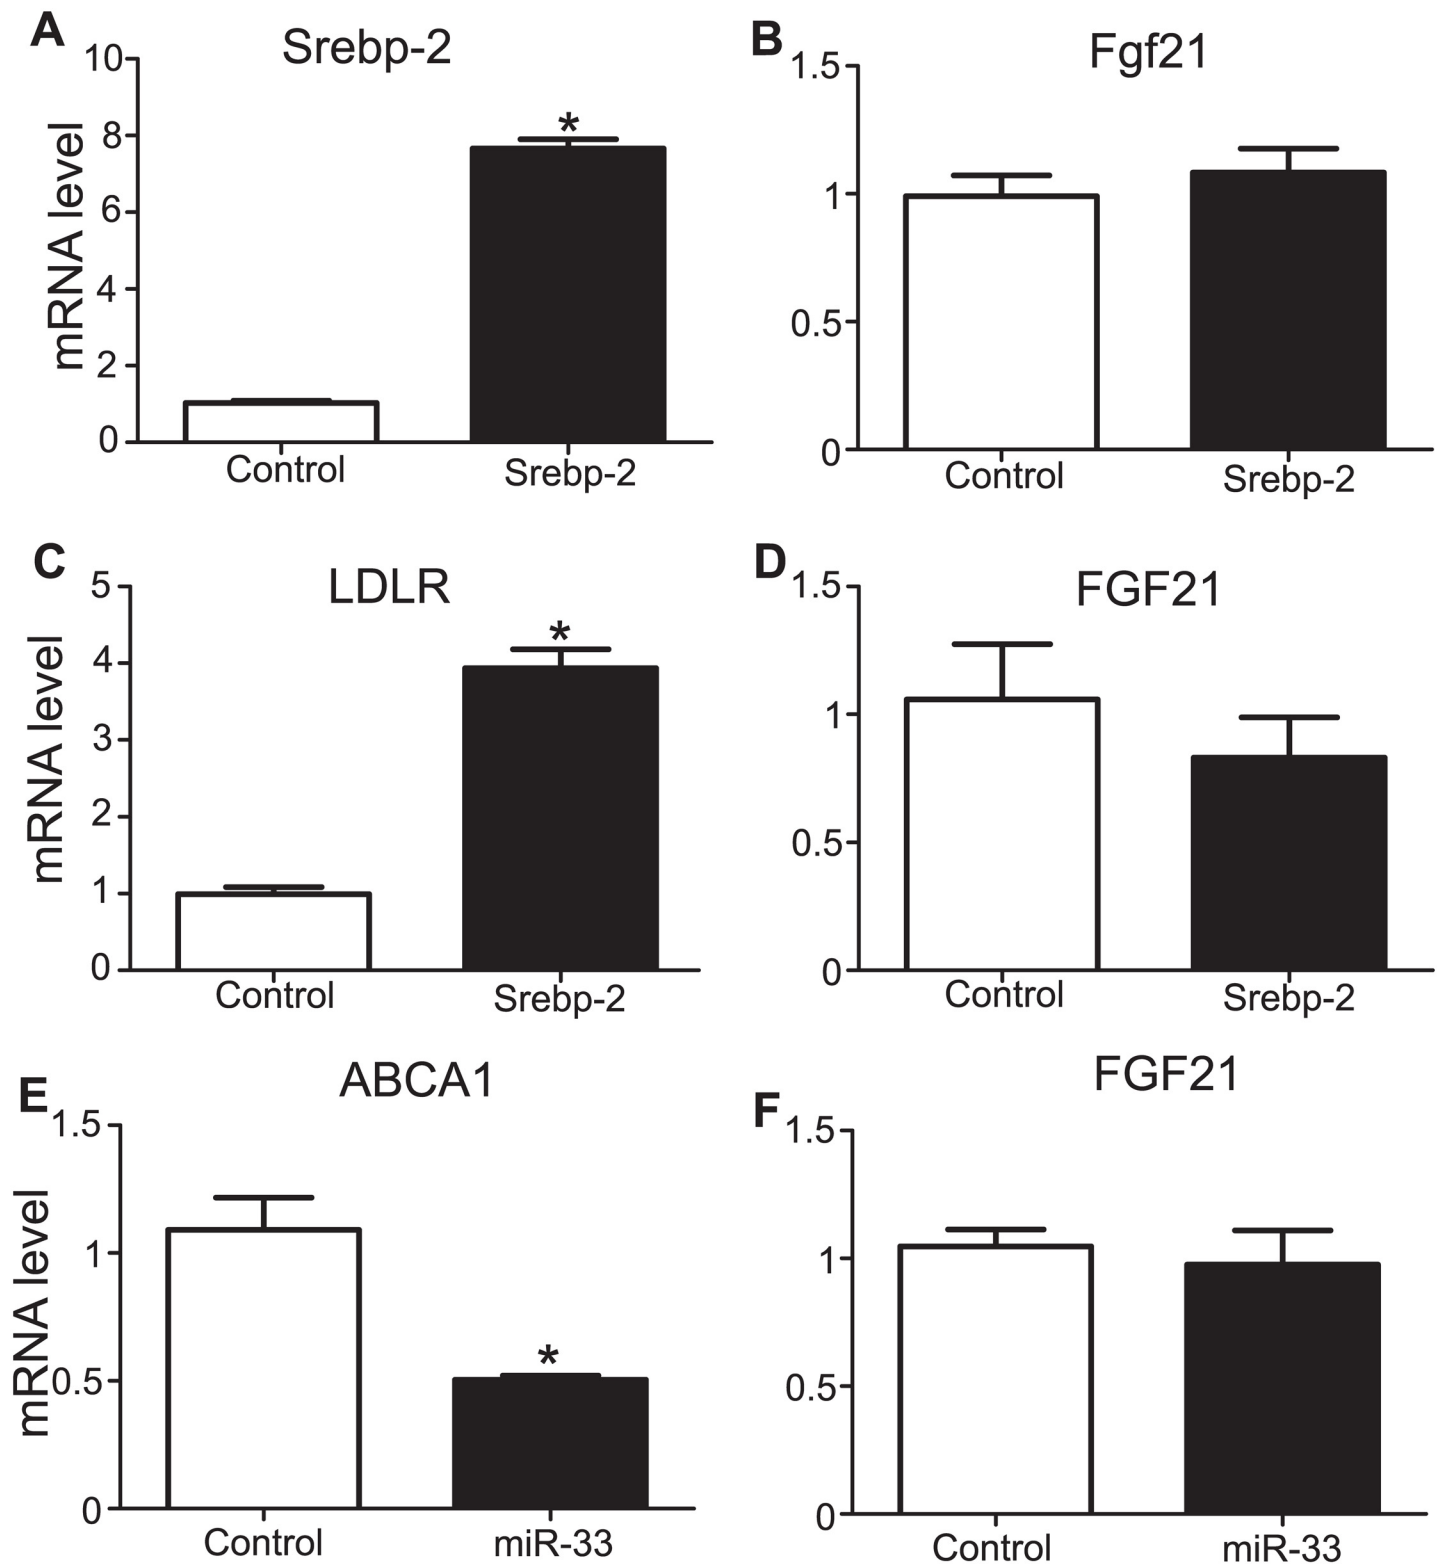 A
Srebp-2
mRNA level
10
8
6
4
2
0
*
Control
Srebp-2
B
Fgf21
1.5
1
0.5
0
Control
Srebp-2
C
LDLR
mRNA level
5
4
3
2
1
0
*
Control
Srebp-2
D
FGF21
1.5
1
0.5
0
Control
Srebp-2
E
ABCA1
mRNA level
1.5
1
0.5
0
*
Control
miR-33
F
FGF21
1.5
1
0.5
0
Control
miR-33